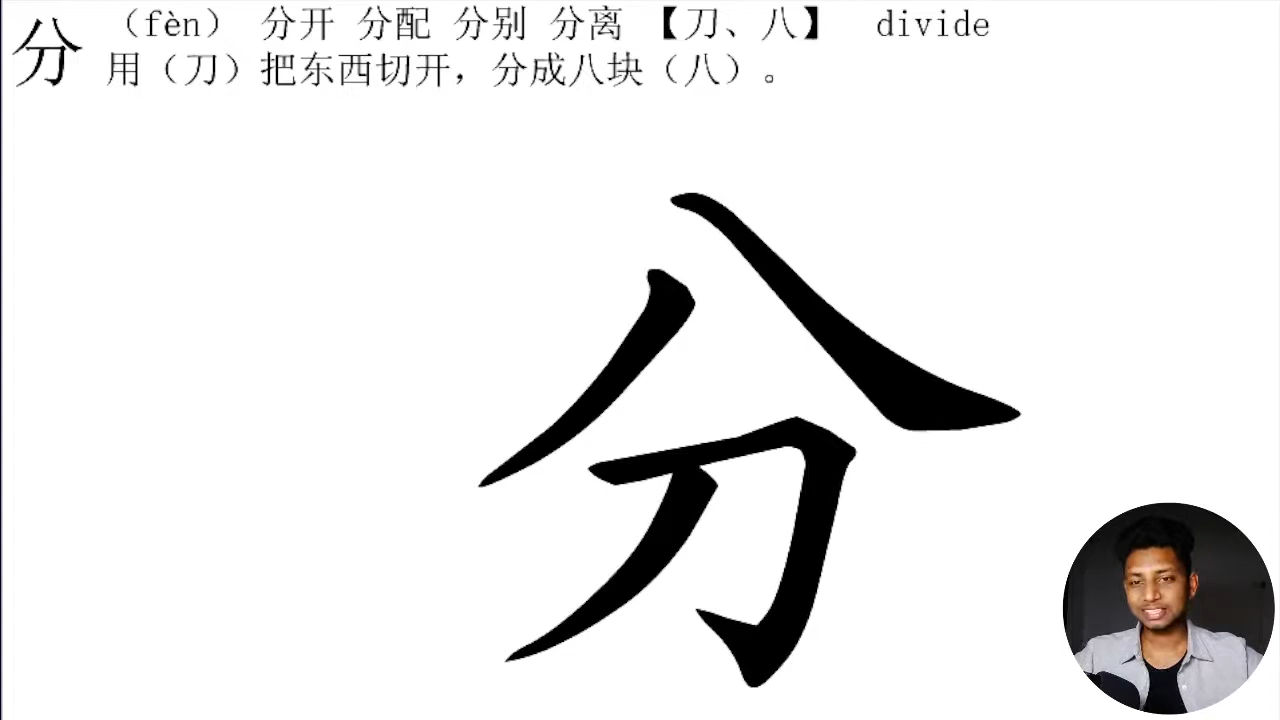 分 （fèn） 分开 分配 分别 分离 【刀、八】 divide
用（刀）把东西切开，分成八块（八）。
分